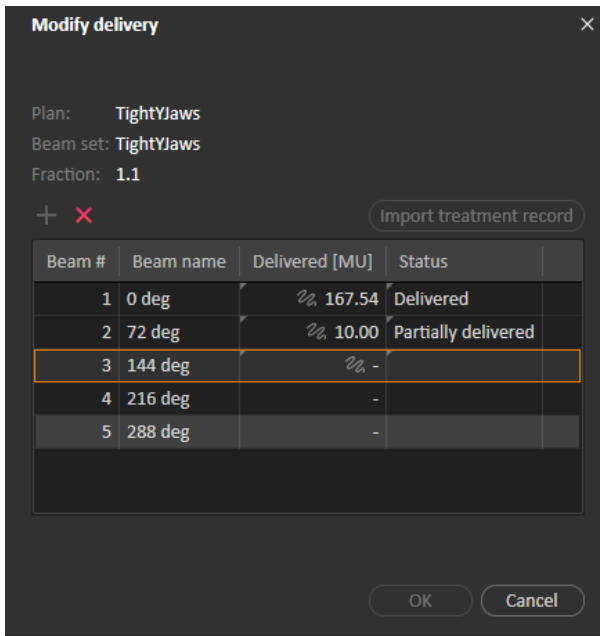 Modify delivery
Plan: TightYJaws
Beam set: TightYJaws
Fraction: 1.1
Import treatment record
Beam # Beam name Delivered [MU] Status
1 0 deg 167.54 Delivered
2 72 deg 10.00 Partially delivered
3 144 deg -
4 216 deg -
5 288 deg -
OK Cancel